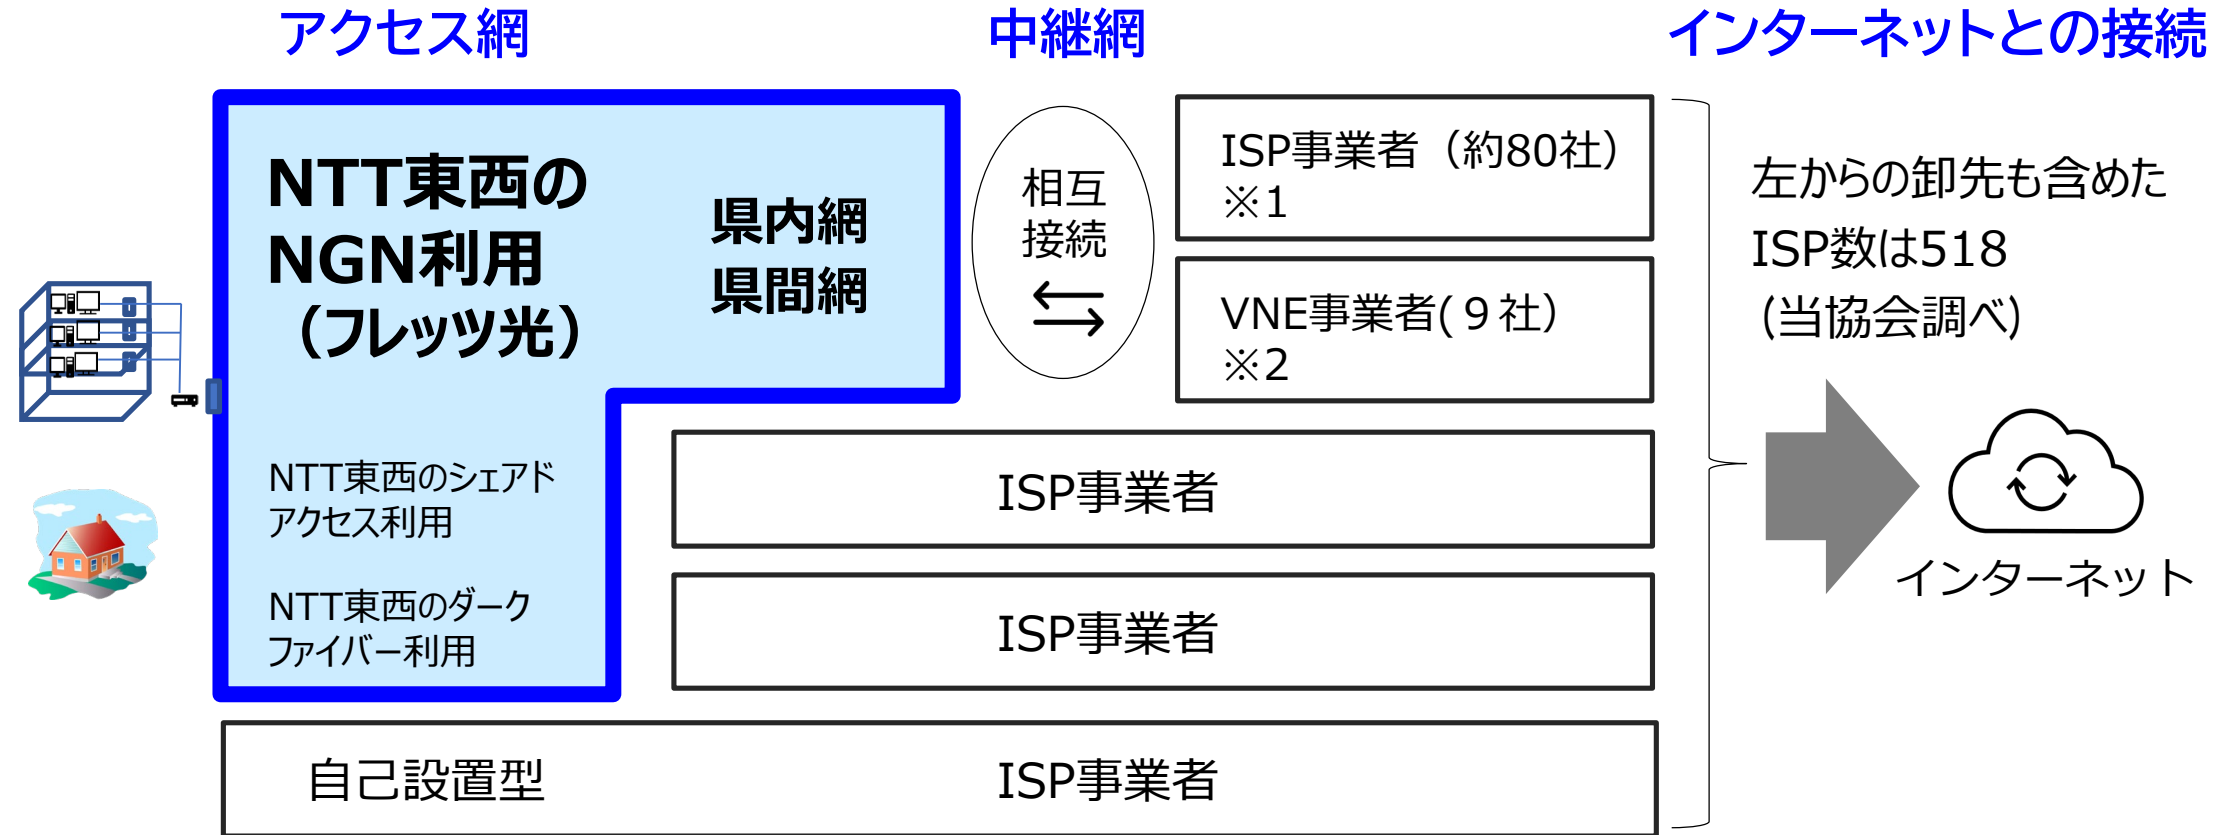 アクセス網
中継網
インターネットとの接続
NTT東西の
NGN利用
（フレッツ光）
県内網
県間網
相互
接続
ISP事業者（約80社）
※1
VNE事業者(９社）
※2
左からの卸先も含めた
ISP数は518
(当協会調べ)
NTT東西のシェアド
アクセス利用
ISP事業者
NTT東西のダーク
ファイバー利用
ISP事業者
インターネット
自己設置型
ISP事業者